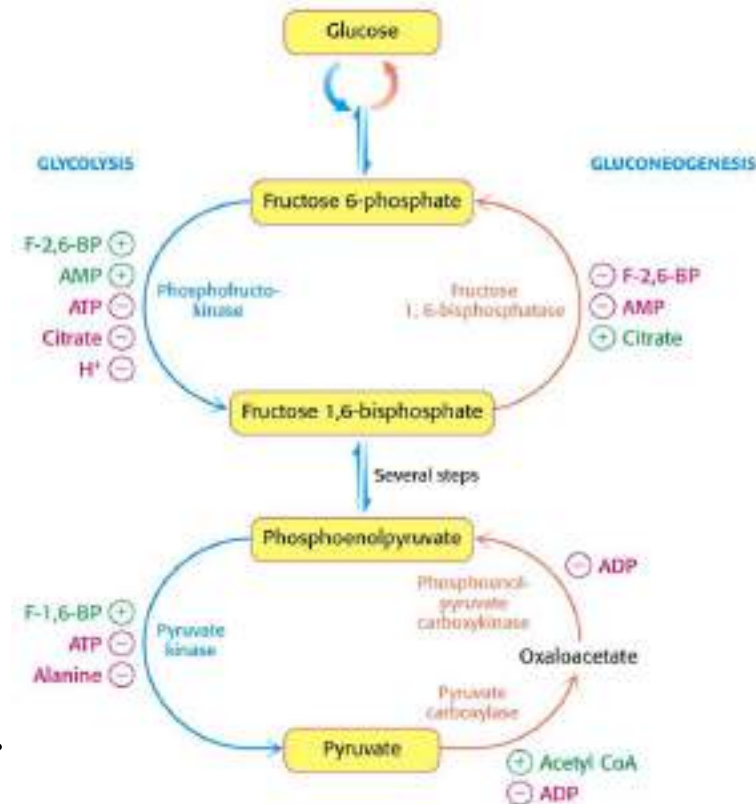 Glucose
GLYCOLYSIS
GLUCONEOGENESIS
Fructose 6-phosphate
F-2,6-BP +
AMP +
ATP −
Citrate −
H⁺ −
Phosphofructo-
kinase
Fructose
1, 6-bisphosphatase
− F-2,6-BP
− AMP
+ Citrate
Fructose 1,6-bisphosphate
Several steps
Phosphoenolpyruvate
F-1,6-BP +
ATP −
Alanine −
Pyruvate
kinase
Phosphoenol-
pyruvate
carboxykinase
− ADP
Oxaloacetate
Pyruvate
carboxylase
Pyruvate
+ Acetyl CoA
− ADP